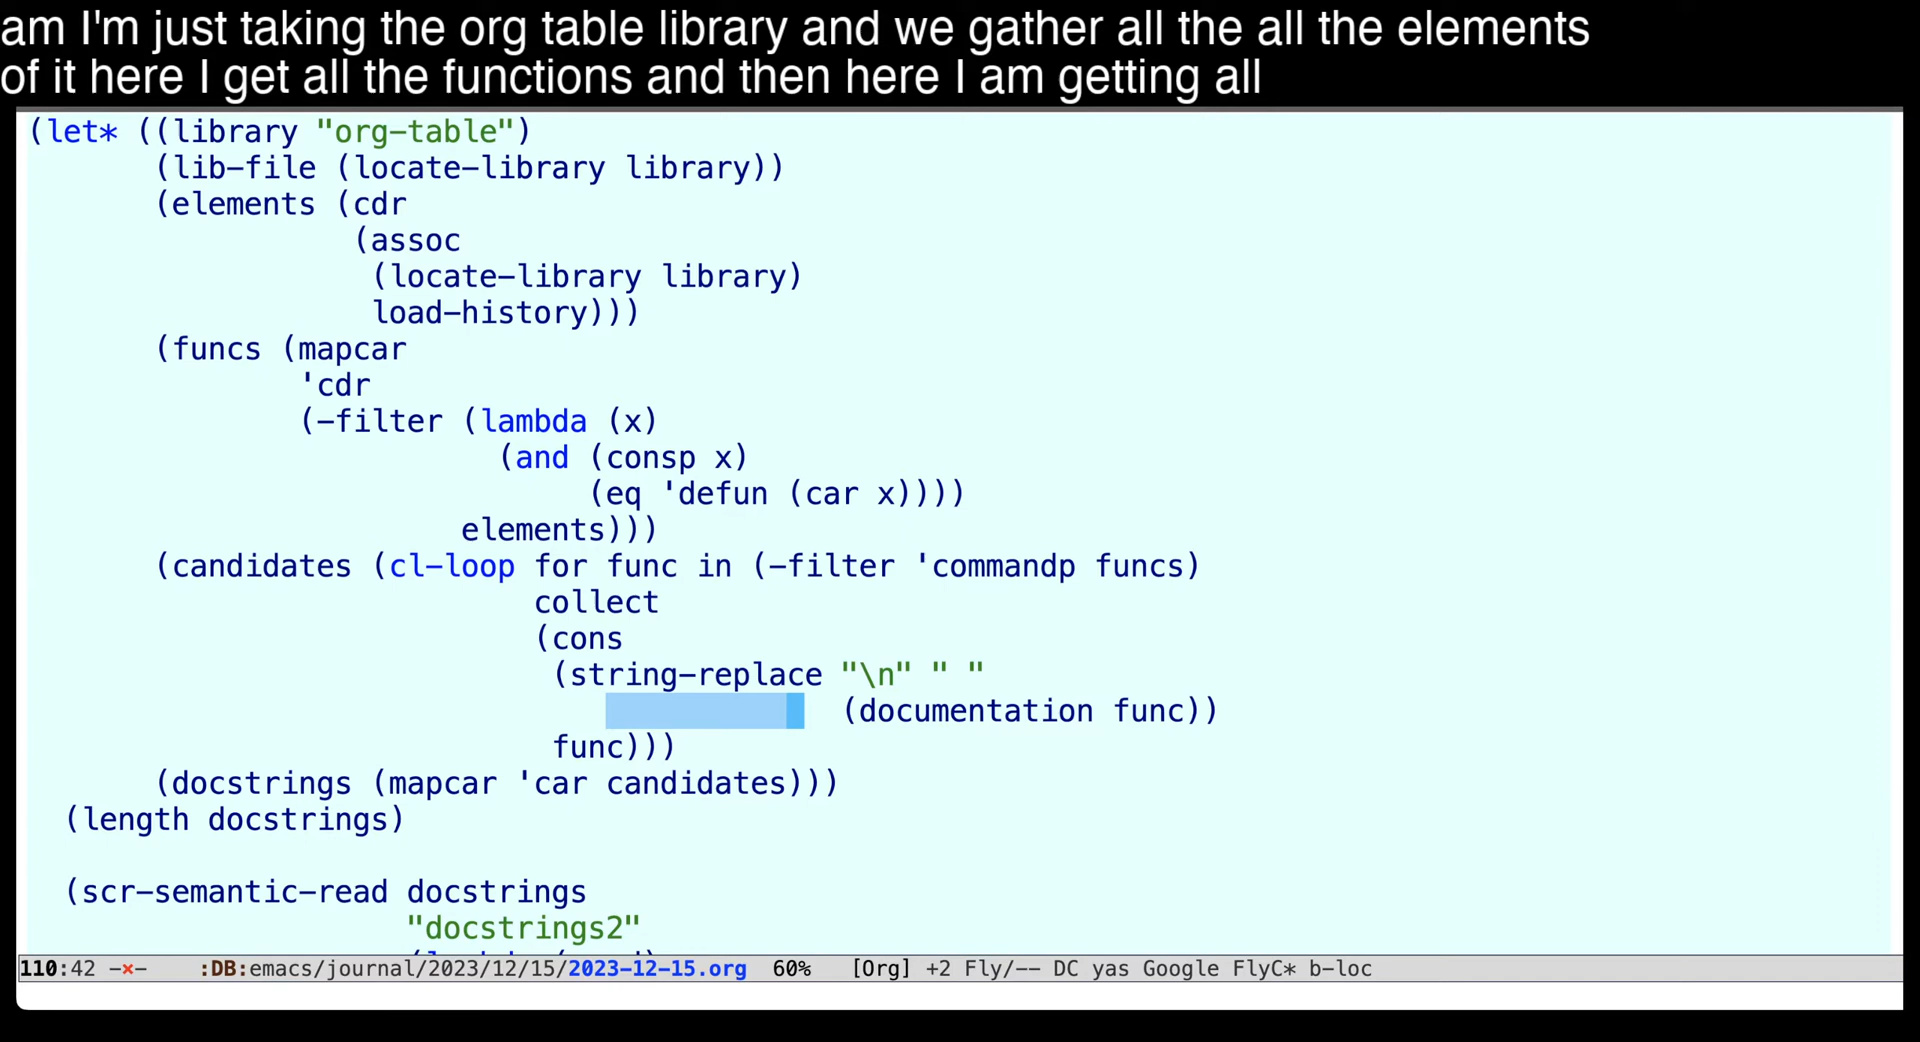 am I'm just taking the org table library and we gather all the all the elements
of it here I get all the functions and then here I am getting all
(let* ((library "org-table")
(lib-file (locate-library library))
(elements (cdr
(assoc
(locate-library library)
load-history)))
(funcs (mapcar
'cdr
(-filter (lambda (x)
(and (consp x)
(eq 'defun (car x))))
elements)))
(candidates (cl-loop for func in (-filter 'commandp funcs)
collect
(cons
(string-replace "\n" " "
(documentation func))
func)))
(docstrings (mapcar 'car candidates)))
(length docstrings)
(scr-semantic-read docstrings
"docstrings2"
110:42 -×- :DB:emacs/journal/2023/12/15/2023-12-15.org 60% [Org] +2 Fly/-- DC yas Google FlyC* b-loc